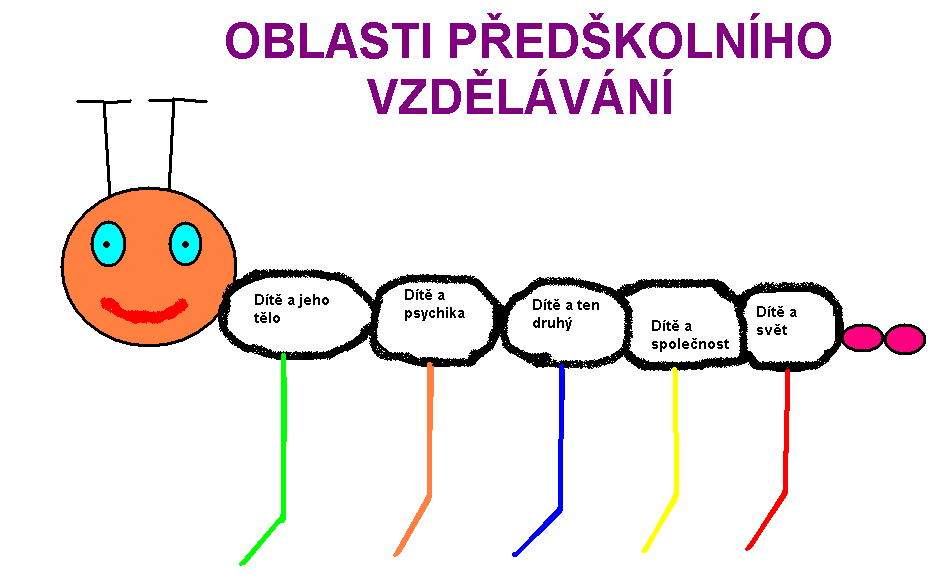 OBLASTI PŘEDŠKOLNÍHO
VZDĚLÁVÁNÍ
Dítě a jeho
tělo
Dítě a
psychika
Dítě a ten
druhý
Dítě a
společnost
Dítě a
svět